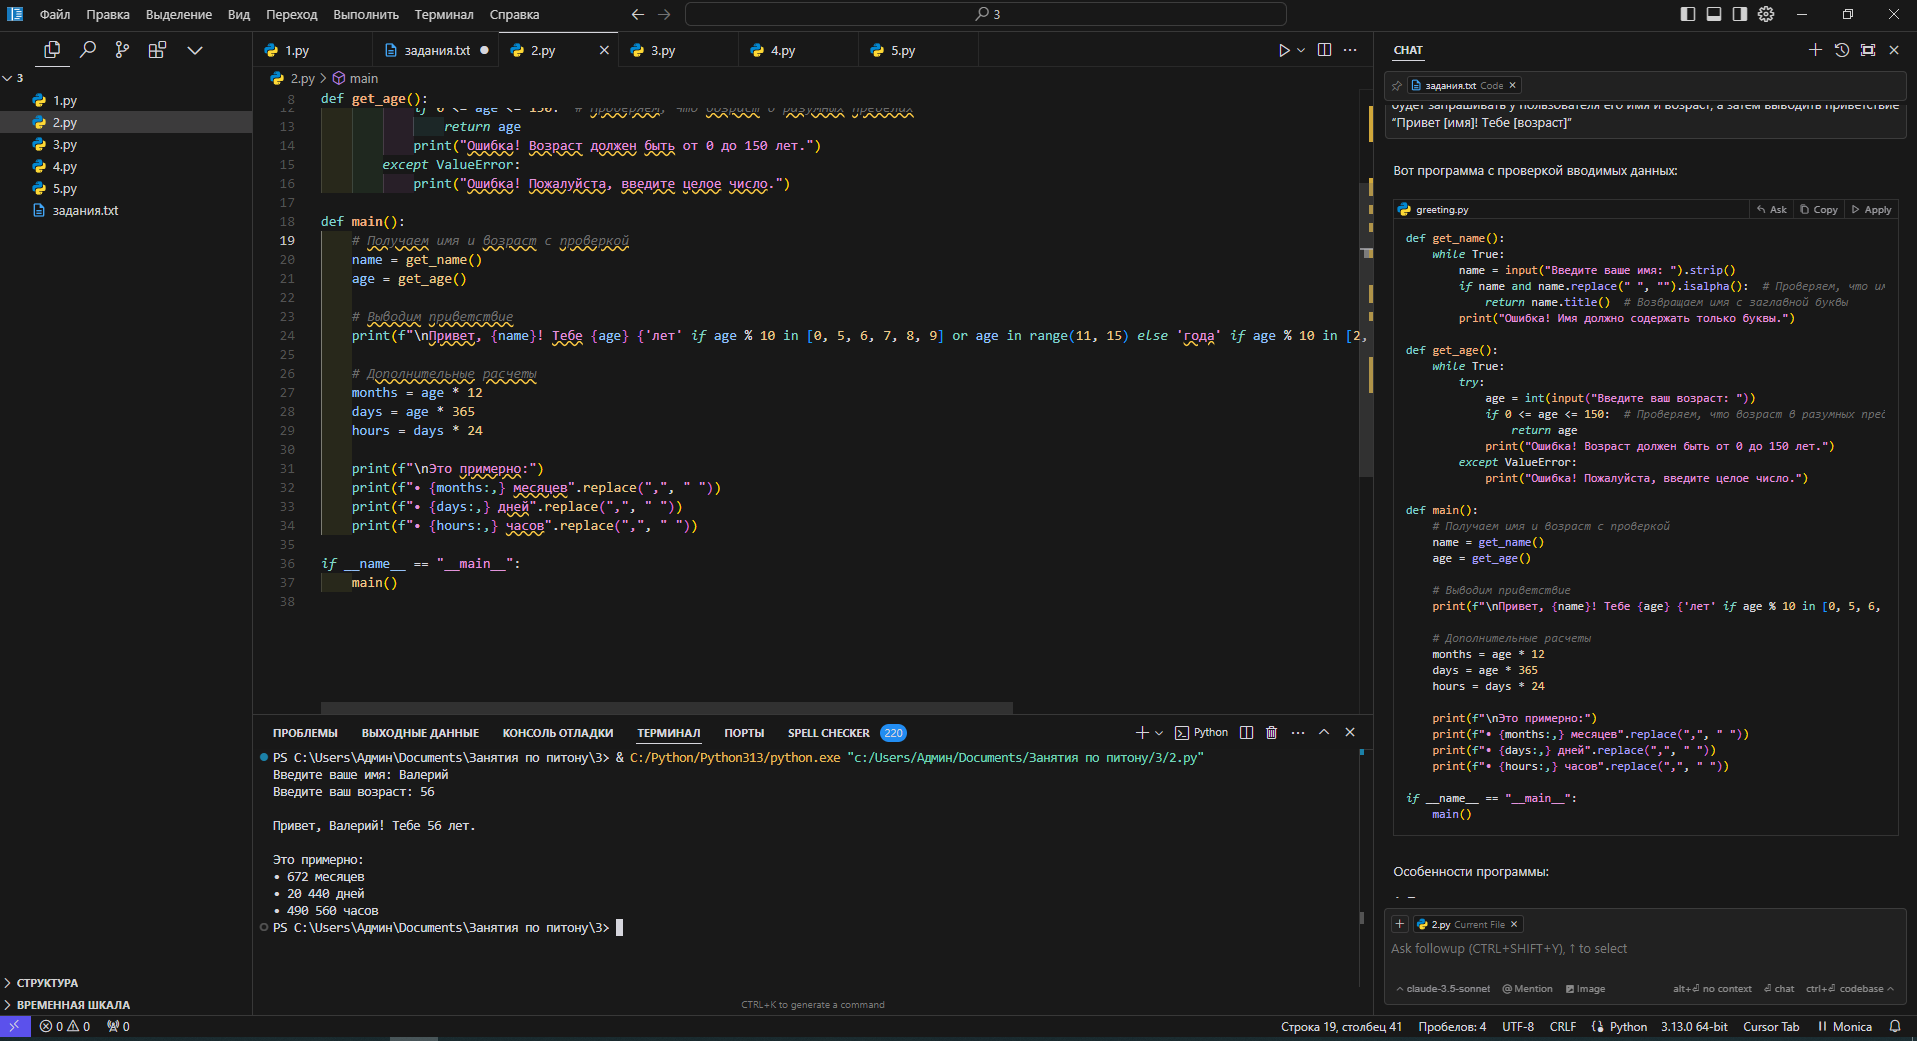 Файл Правка Выделение Вид Переход Выполнить Терминал Справка
3
1.py
задания.txt
2.py
3.py
4.py
5.py
3
1.py
2.py
3.py
4.py
5.py
задания.txt
СТРУКТУРА
ВРЕМЕННАЯ ШКАЛА
2.py > main
8 def get_age():
12 if 0 <= age <= 150: # Проверяем, что возраст в разумных пределах
13 return age
14 print("Ошибка! Возраст должен быть от 0 до 150 лет.")
15 except ValueError:
16 print("Ошибка! Пожалуйста, введите целое число.")
17
18 def main():
19 # Получаем имя и возраст с проверкой
20 name = get_name()
21 age = get_age()
22
23 # Выводим приветствие
24 print(f"\nПривет, {name}! Тебе {age} {'лет' if age % 10 in [0, 5, 6, 7, 8, 9] or age in range(11, 15) else 'года' if age % 10 in [2,
25
26 # Дополнительные расчеты
27 months = age * 12
28 days = age * 365
29 hours = days * 24
30
31 print(f"\nЭто примерно:")
32 print(f"• {months:,} месяцев".replace(",", " "))
33 print(f"• {days:,} дней".replace(",", " "))
34 print(f"• {hours:,} часов".replace(",", " "))
35
36 if __name__ == "__main__":
37 main()
38
ПРОБЛЕМЫ ВЫХОДНЫЕ ДАННЫЕ КОНСОЛЬ ОТЛАДКИ ТЕРМИНАЛ ПОРТЫ SPELL CHECKER 220
Python
PS C:\Users\Админ\Documents\Занятия по питону\3> & C:/Python/Python313/python.exe "c:/Users/Админ/Documents/Занятия по питону/3/2.py"
Введите ваше имя: Валерий
Введите ваш возраст: 56
Привет, Валерий! Тебе 56 лет.
Это примерно:
• 672 месяцев
• 20 440 дней
• 490 560 часов
PS C:\Users\Админ\Documents\Занятия по питону\3>
CTRL+K to generate a command
CHAT
задания.txt Code
будет запрашивать у пользователя его имя и возраст, а затем выводить приветствие
“Привет [имя]! Тебе [возраст]”
Вот программа с проверкой вводимых данных:
greeting.py Ask Copy Apply
def get_name():
while True:
name = input("Введите ваше имя: ").strip()
if name and name.replace(" ", "").isalpha(): # Проверяем, что им
return name.title() # Возвращаем имя с заглавной буквы
print("Ошибка! Имя должно содержать только буквы.")
def get_age():
while True:
try:
age = int(input("Введите ваш возраст: "))
if 0 <= age <= 150: # Проверяем, что возраст в разумных пред
return age
print("Ошибка! Возраст должен быть от 0 до 150 лет.")
except ValueError:
print("Ошибка! Пожалуйста, введите целое число.")
def main():
# Получаем имя и возраст с проверкой
name = get_name()
age = get_age()
# Выводим приветствие
print(f"\nПривет, {name}! Тебе {age} {'лет' if age % 10 in [0, 5, 6,
# Дополнительные расчеты
months = age * 12
days = age * 365
hours = days * 24
print(f"\nЭто примерно:")
print(f"• {months:,} месяцев".replace(",", " "))
print(f"• {days:,} дней".replace(",", " "))
print(f"• {hours:,} часов".replace(",", " "))
if __name__ == "__main__":
main()
Особенности программы:
2.py Current File
Ask followup (CTRL+SHIFT+Y), ↑ to select
claude-3.5-sonnet @ Mention Image alt+⏎ no context ⏎ chat ctrl+⏎ codebase
0 0 0
Строка 19, столбец 41 Пробелов: 4 UTF-8 CRLF Python 3.13.0 64-bit Cursor Tab Monica